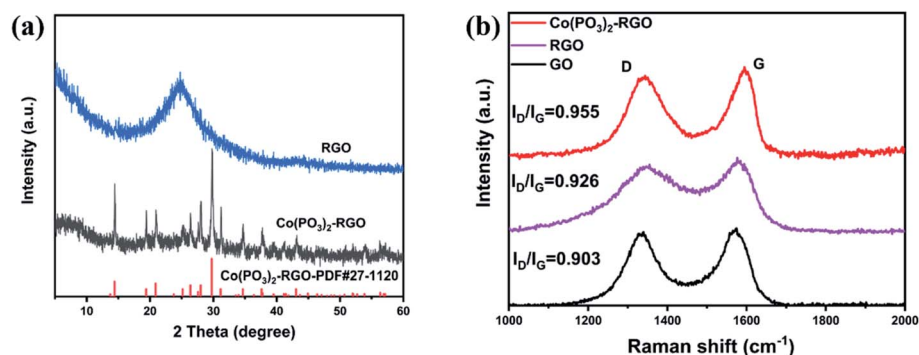 (a)
Intensity (a.u.)
RGO
Co(PO3)2-RGO
Co(PO3)2-RGO-PDF#27-1120
10 20 30 40 50 60
2 Theta (degree)
(b)
Intensity (a.u.)
Co(PO3)2-RGO
RGO
GO
D G
ID/IG=0.955
ID/IG=0.926
ID/IG=0.903
1000 1200 1400 1600 1800 2000
Raman shift (cm-1)